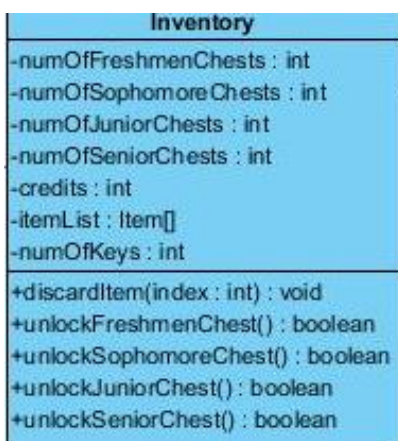 Inventory
-numOfFreshmenChests : int
-numOfSophomoreChests : int
-numOfJuniorChests : int
-numOfSeniorChests : int
-credits : int
-itemList : Item[]
-numOfKeys : int
+discardItem(index : int) : void
+unlockFreshmenChest() : boolean
+unlockSophomoreChest() : boolean
+unlockJuniorChest() : boolean
+unlockSeniorChest() : boolean